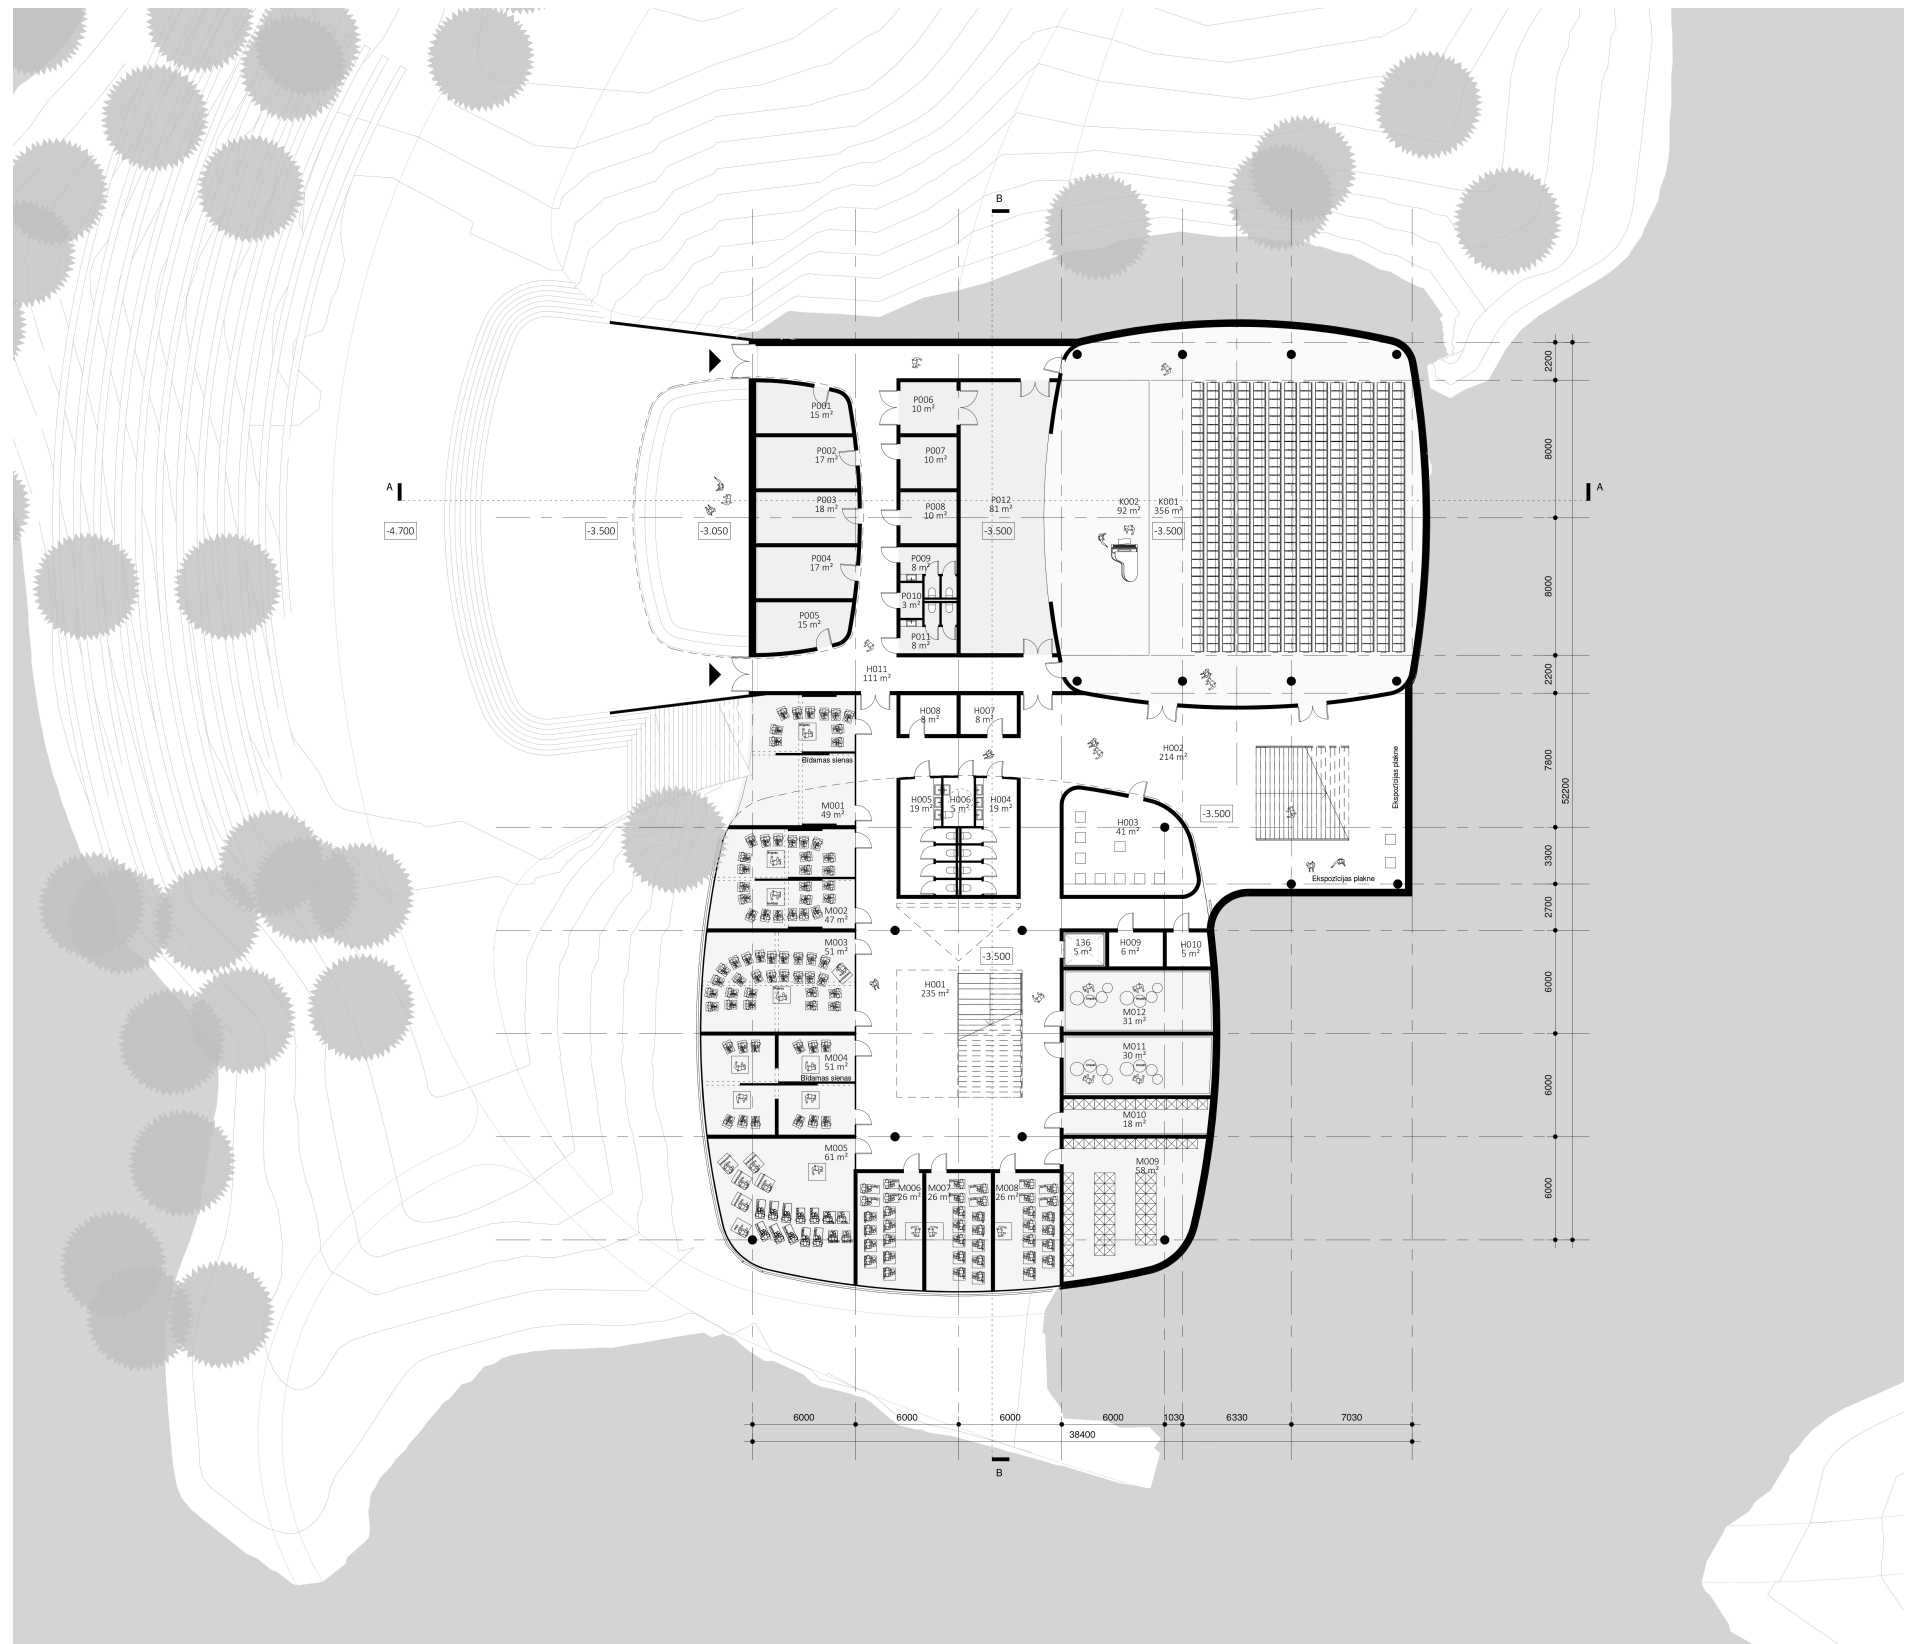 B
2200
P001
15 m²
P006
10 m²
8000
P002
17 m²
P007
10 m²
A
A
P003
18 m²
P008
10 m²
P012
81 m²
K002
92 m²
K001
356 m²
-4.700
-3.500
-3.050
-3.500
-3.500
P004
17 m²
P009
8 m²
8000
P010
3 m²
P005
15 m²
P011
8 m²
H011
111 m²
2200
H008
8 m²
H007
8 m²
H002
214 m²
Bīdamas sienas
7800
Ekspozīcijas plakne
52200
M001
49 m²
H005
19 m²
H006
5 m²
H004
19 m²
-3.500
H003
41 m²
3300
Ekspozīcijas plakne
M002
47 m²
2700
M003
51 m²
136
5 m²
H009
6 m²
H010
5 m²
-3.500
H001
235 m²
6000
M012
31 m²
M011
30 m²
M004
51 m²
Bīdamas sienas
6000
M010
18 m²
M005
61 m²
M009
58 m²
M006
26 m²
M007
26 m²
M008
26 m²
6000
6000
6000
6000
6000
1030
6330
7030
38400
B